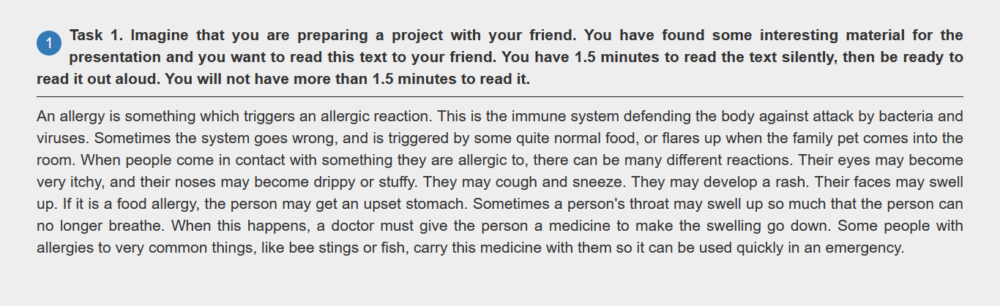 1
Task 1. Imagine that you are preparing a project with your friend. You have found some interesting material for the
presentation and you want to read this text to your friend. You have 1.5 minutes to read the text silently, then be ready to
read it out aloud. You will not have more than 1.5 minutes to read it.
An allergy is something which triggers an allergic reaction. This is the immune system defending the body against attack by bacteria and
viruses. Sometimes the system goes wrong, and is triggered by some quite normal food, or flares up when the family pet comes into the
room. When people come in contact with something they are allergic to, there can be many different reactions. Their eyes may become
very itchy, and their noses may become drippy or stuffy. They may cough and sneeze. They may develop a rash. Their faces may swell
up. If it is a food allergy, the person may get an upset stomach. Sometimes a person's throat may swell up so much that the person can
no longer breathe. When this happens, a doctor must give the person a medicine to make the swelling go down. Some people with
allergies to very common things, like bee stings or fish, carry this medicine with them so it can be used quickly in an emergency.